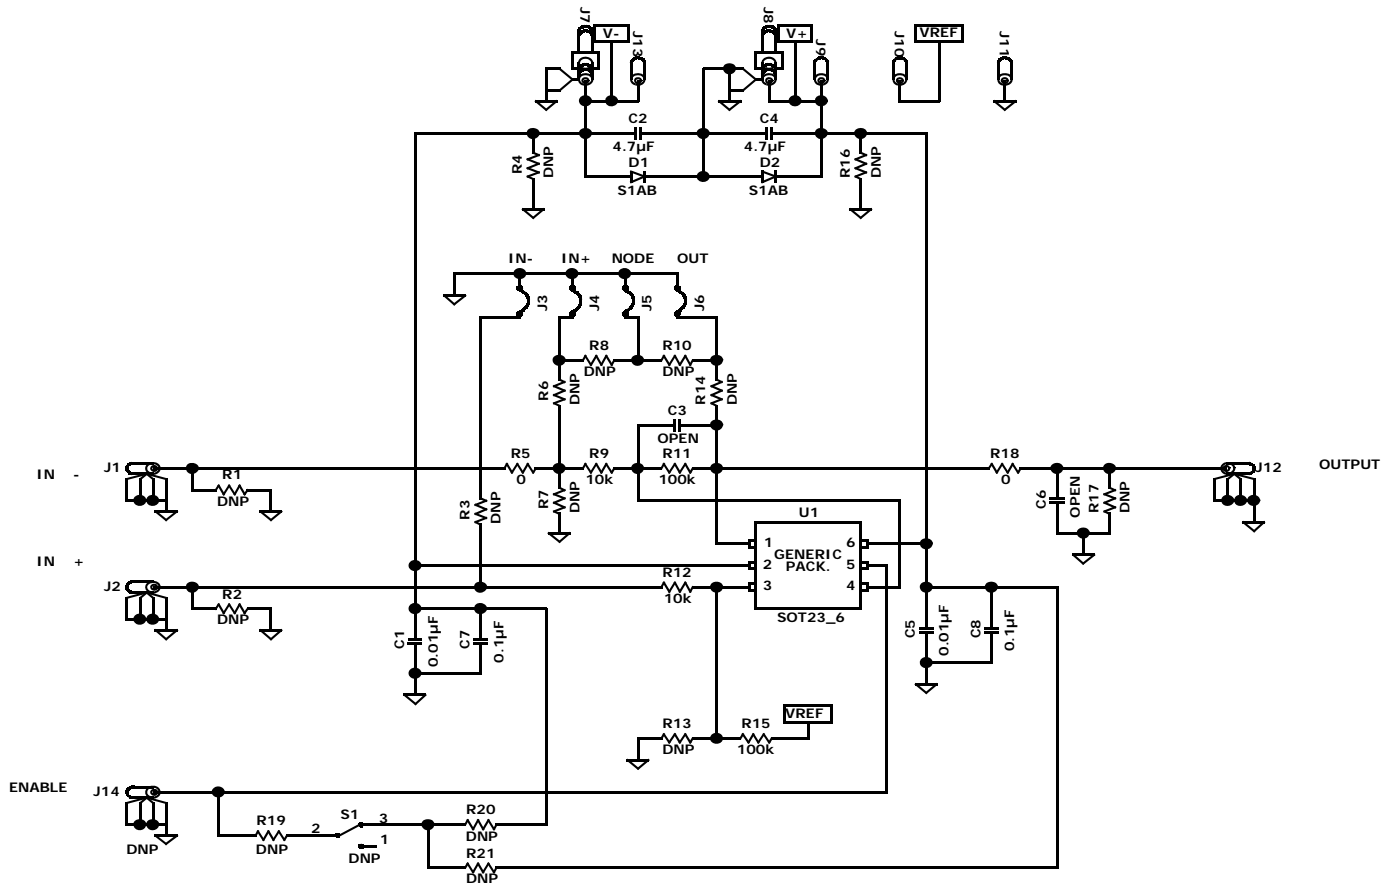 J7
V-
J13
J8
V+
J9
J10
VREF
J11
C2
4.7µF
C4
4.7µF
R4
DNP
D1
S1AB
D2
S1AB
R16
DNP
IN-
IN+
NODE
OUT
J3
J4
J5
J6
R8
DNP
R10
DNP
R6
DNP
R14
DNP
C3
OPEN
IN -
J1
R1
DNP
R5
0
R9
10k
R11
100k
R3
DNP
R7
DNP
R18
0
C6
OPEN
R17
DNP
J12
OUTPUT
U1
1
2
3
GENERIC
PACK.
6
5
4
SOT23_6
IN +
J2
R2
DNP
R12
10k
C1
0.01µF
C7
0.1µF
C5
0.01µF
C8
0.1µF
R13
DNP
R15
100k
VREF
ENABLE
J14
DNP
R19
DNP
S1
2
3
1
DNP
R20
DNP
R21
DNP